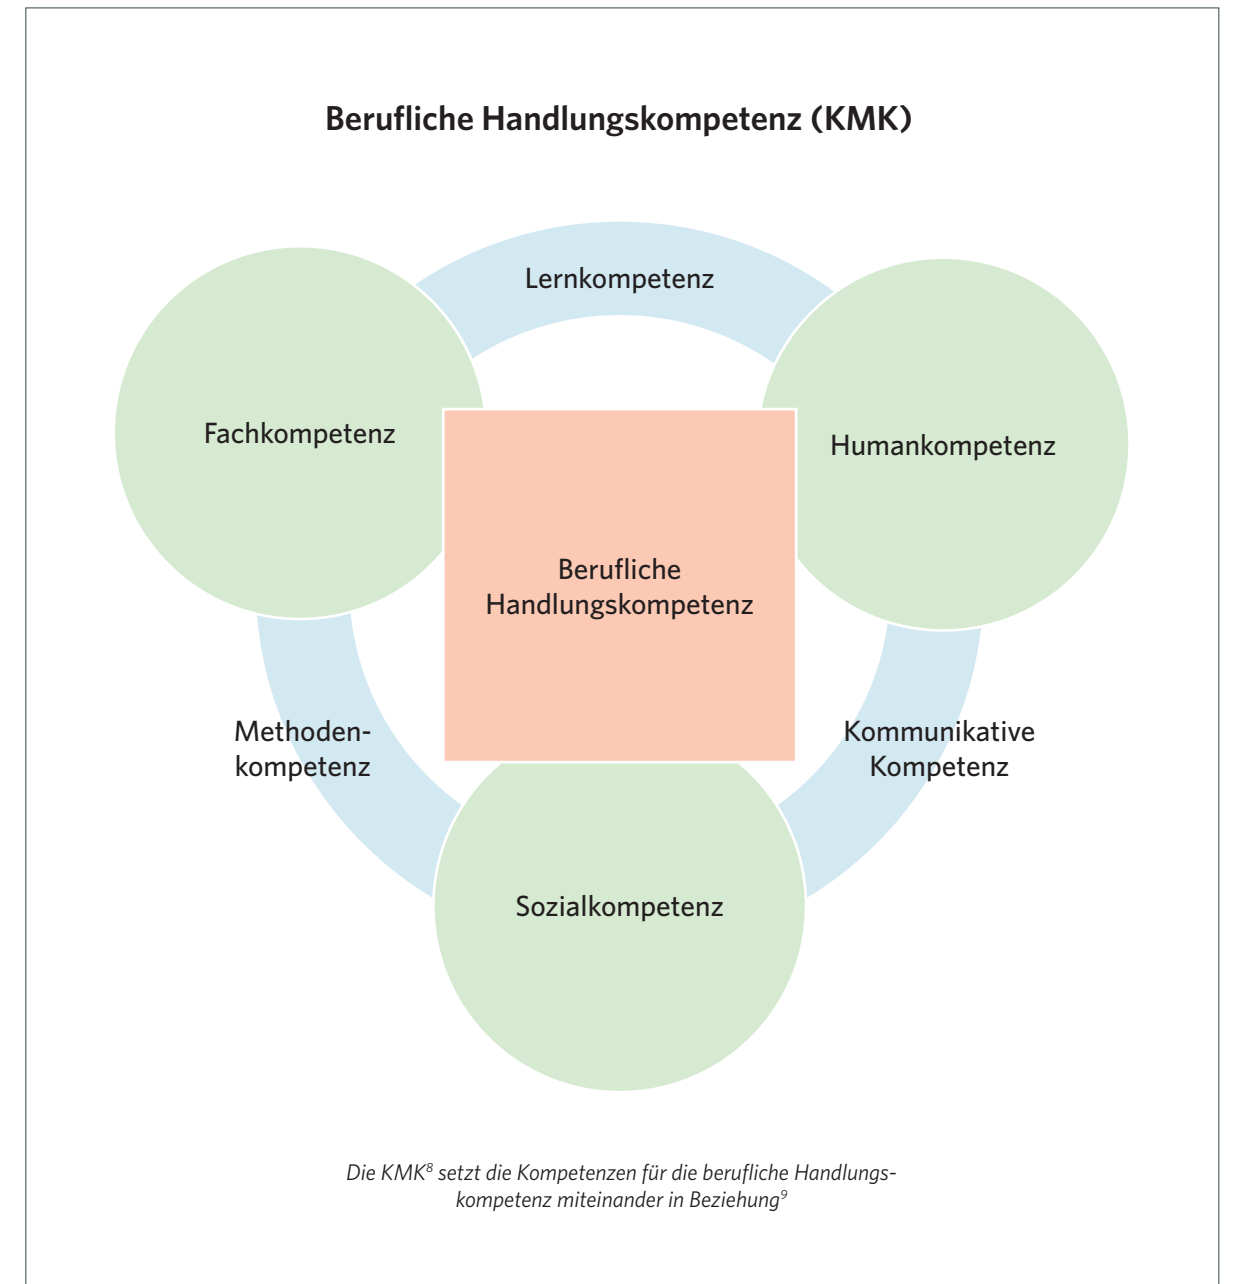 Berufliche Handlungskompetenz (KMK)
Lernkompetenz
Fachkompetenz
Humankompetenz
Berufliche
Handlungskompetenz
Methoden-
kompetenz
Kommunikative
Kompetenz
Sozialkompetenz
Die KMK⁸ setzt die Kompetenzen für die berufliche Handlungs-
kompetenz miteinander in Beziehung⁹